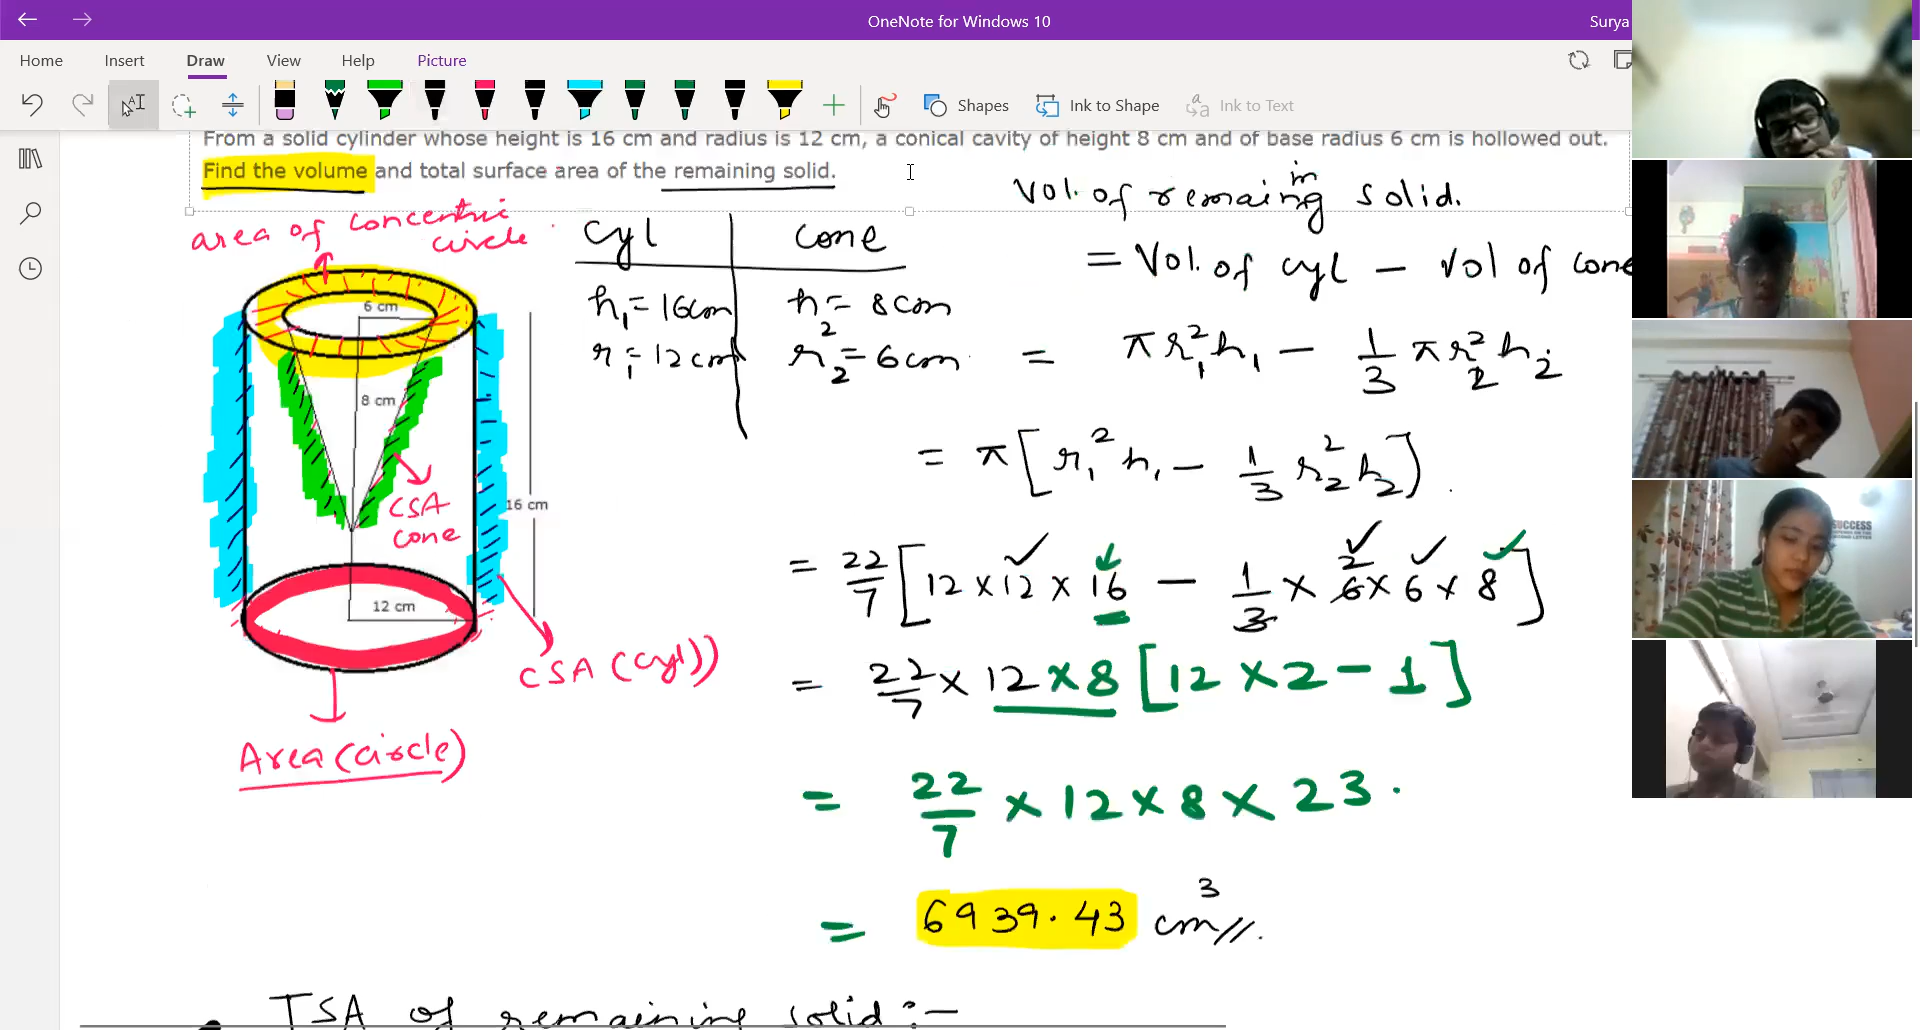 OneNote for Windows 10
Surya
Home Insert Draw View Help Picture
Shapes Ink to Shape Ink to Text
From a solid cylinder whose height is 16 cm and radius is 12 cm, a conical cavity of height 8 cm and of base radius 6 cm is hollowed out.
Find the volume and total surface area of the remaining solid.
area of concentric
circle
6 cm
8 cm
CSA
cone
16 cm
12 cm
CSA (cyl)
Area (circle)
cyl cone
h₁ = 16cm h₂ = 8cm
r₁ = 12cm r₂ = 6cm
in
Vol. of remaing solid.
= Vol. of cyl − vol of cone
= πr₁²h₁ − 1/3 πr₂²h₂
= π[r₁²h₁ − 1/3 r₂²h₂]
= 22/7 [12 × 12 × 16 − 1/3 × 6 2 × 6 × 8]
= 22/7 × 12 × 8 [12 × 2 − 1]
= 22/7 × 12 × 8 × 23.
= 6939.43 cm³ //.
TSA of remaining solid :-
SUCCESS